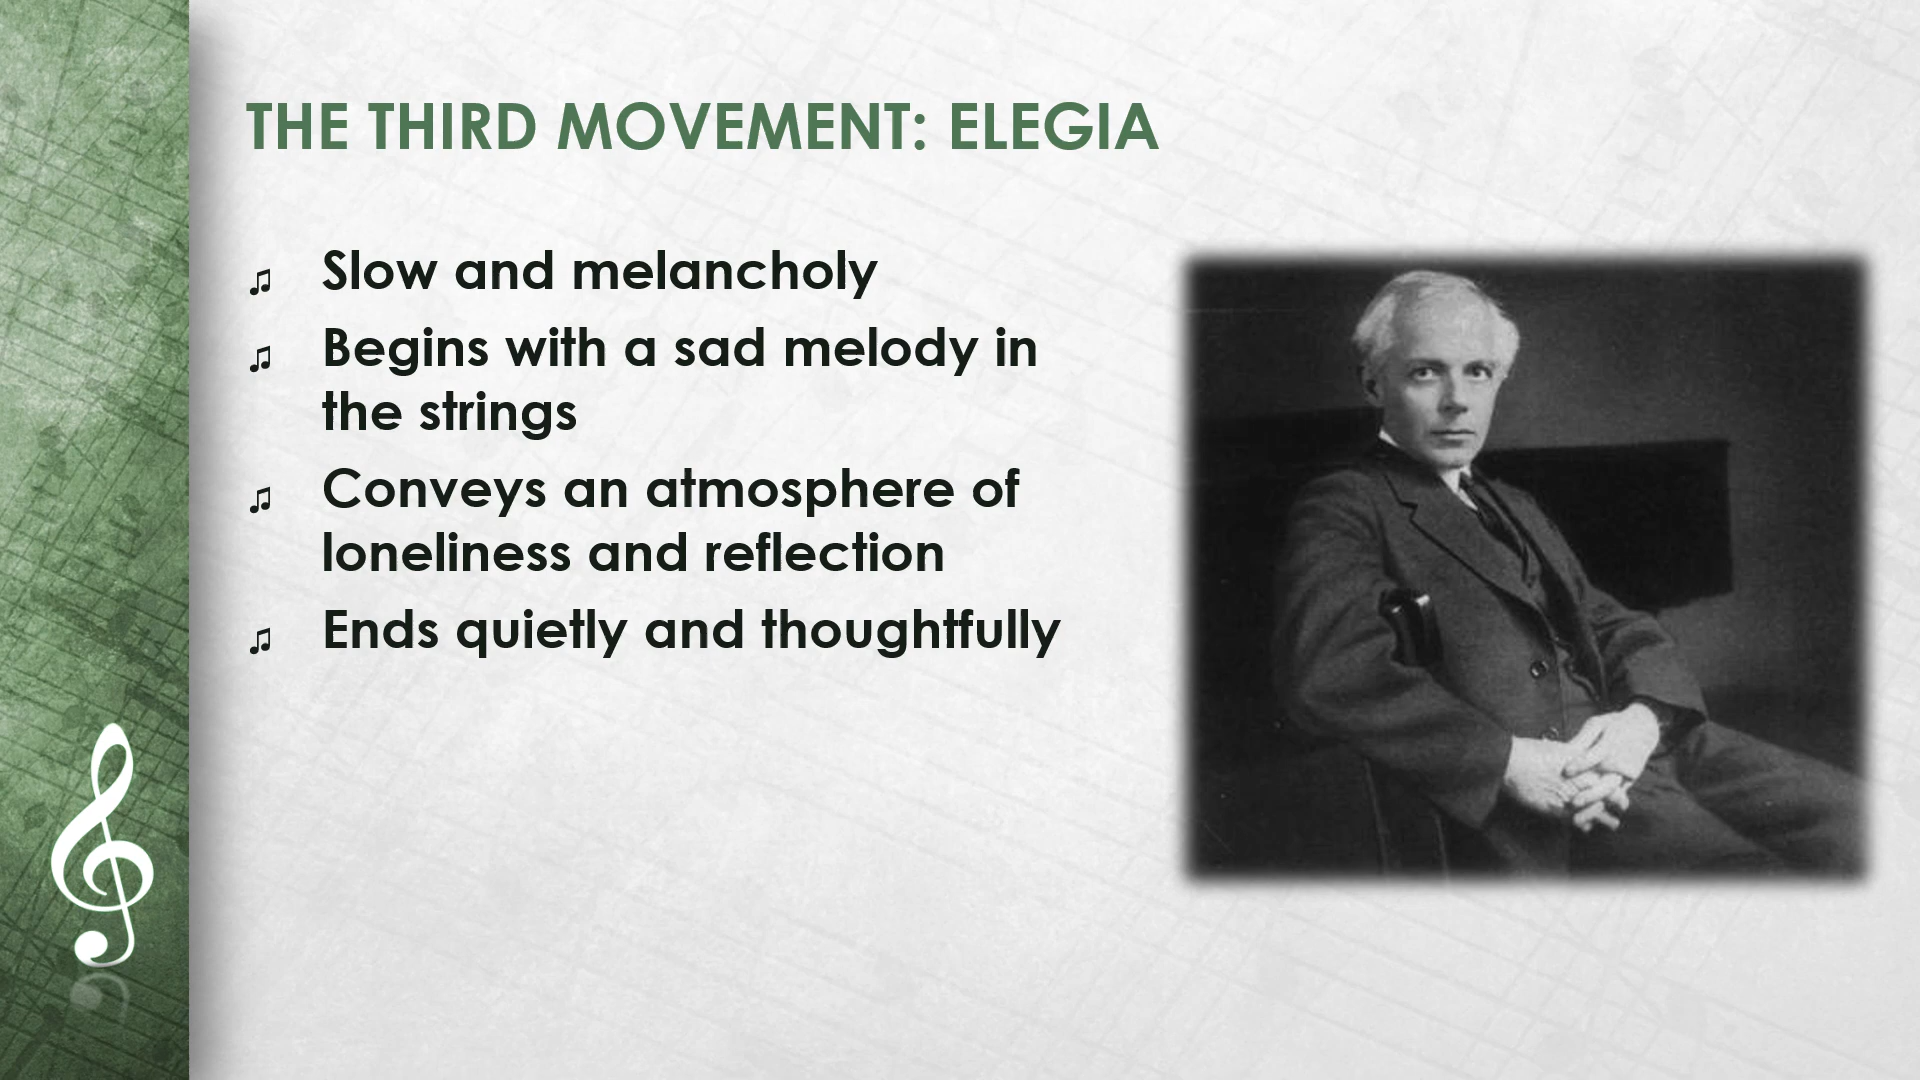 THE THIRD MOVEMENT: ELEGIA
♫ Slow and melancholy
♫ Begins with a sad melody in
the strings
♫ Conveys an atmosphere of
loneliness and reflection
♫ Ends quietly and thoughtfully